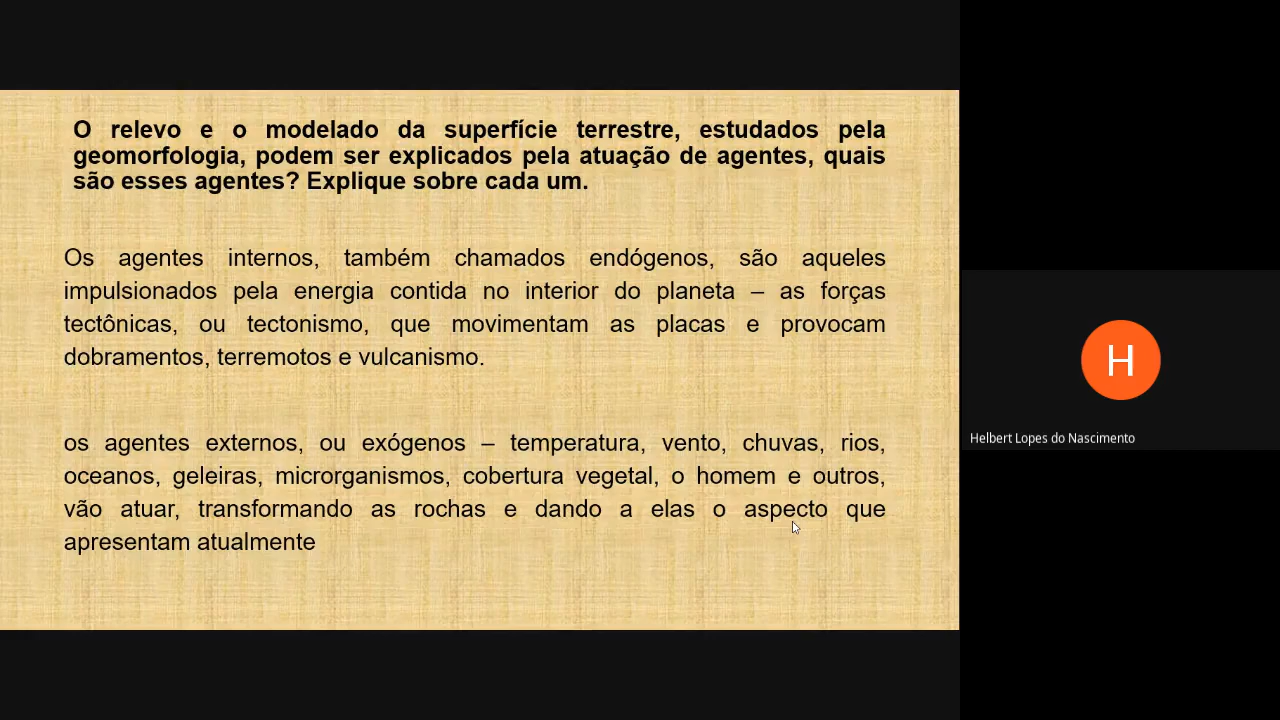 O relevo e o modelado da superfície terrestre, estudados pela
geomorfologia, podem ser explicados pela atuação de agentes, quais
são esses agentes? Explique sobre cada um.
Os agentes internos, também chamados endógenos, são aqueles
impulsionados pela energia contida no interior do planeta – as forças
tectônicas, ou tectonismo, que movimentam as placas e provocam
dobramentos, terremotos e vulcanismo.
os agentes externos, ou exógenos – temperatura, vento, chuvas, rios,
oceanos, geleiras, microrganismos, cobertura vegetal, o homem e outros,
vão atuar, transformando as rochas e dando a elas o aspecto que
apresentam atualmente
H
Helbert Lopes do Nascimento